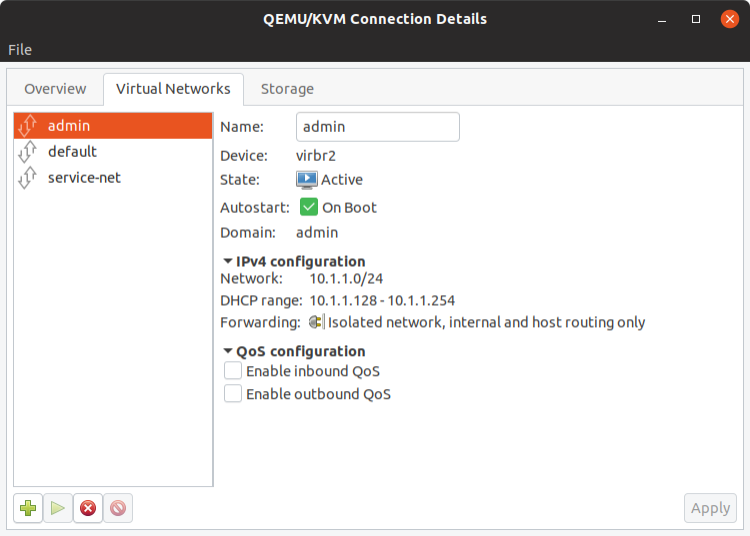 QEMU/KVM Connection Details
File
Overview Virtual Networks Storage
admin
default
service-net
Name: admin
Device: virbr2
State: Active
Autostart: On Boot
Domain: admin
IPv4 configuration
Network: 10.1.1.0/24
DHCP range: 10.1.1.128 - 10.1.1.254
Forwarding: Isolated network, internal and host routing only
QoS configuration
Enable inbound QoS
Enable outbound QoS
Apply